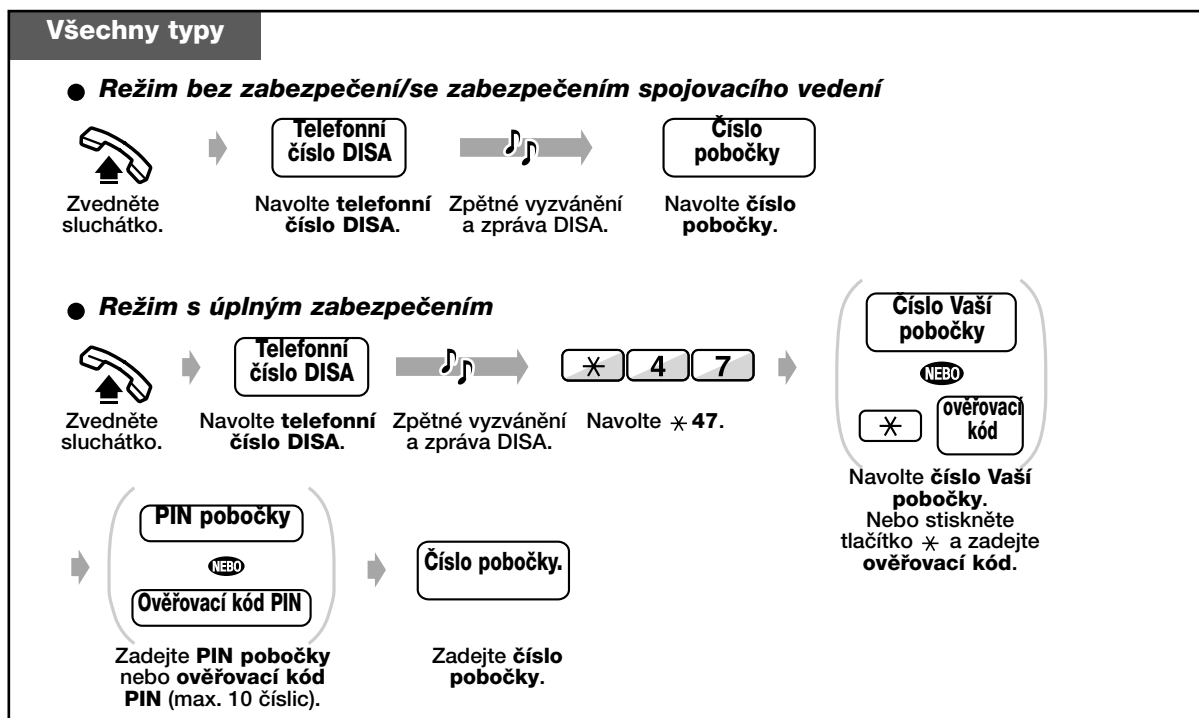 Všechny typy
● Režim bez zabezpečení/se zabezpečením spojovacího vedení
Telefonní
číslo DISA
Číslo
pobočky
Zvedněte
sluchátko.
Navolte telefonní
číslo DISA.
Zpětné vyzvánění
a zpráva DISA.
Navolte číslo
pobočky.
● Režim s úplným zabezpečením
Telefonní
číslo DISA
* 4 7
Číslo Vaší
pobočky
NEBO
* ověřovací
kód
Zvedněte
sluchátko.
Navolte telefonní
číslo DISA.
Zpětné vyzvánění
a zpráva DISA.
Navolte * 47.
Navolte číslo Vaší
pobočky.
Nebo stiskněte
tlačítko * a zadejte
ověřovací kód.
PIN pobočky
NEBO
Ověřovací kód PIN
Číslo pobočky.
Zadejte PIN pobočky
nebo ověřovací kód
PIN (max. 10 číslic).
Zadejte číslo
pobočky.